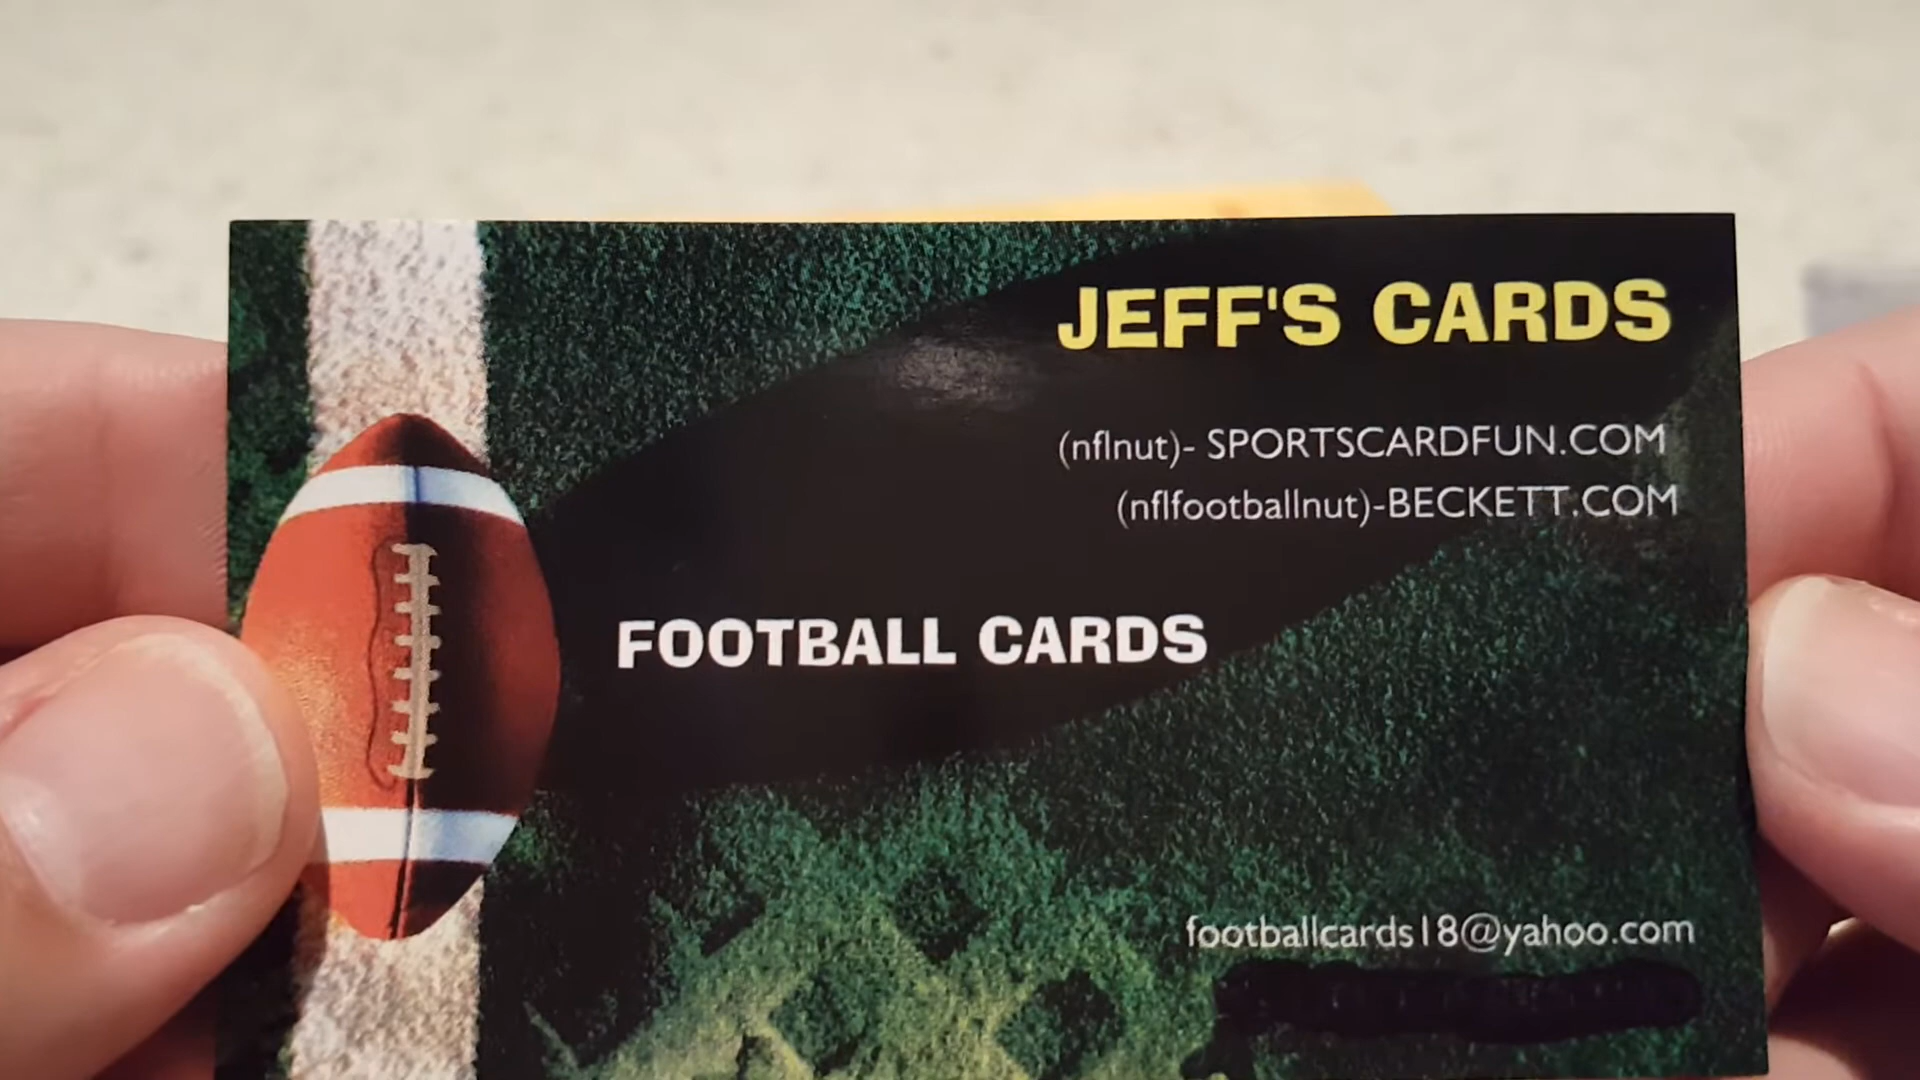 JEFF'S CARDS
(nflnut)- SPORTSCARDFUN.COM
(nflfootballnut)-BECKETT.COM
FOOTBALL CARDS
footballcards18@yahoo.com